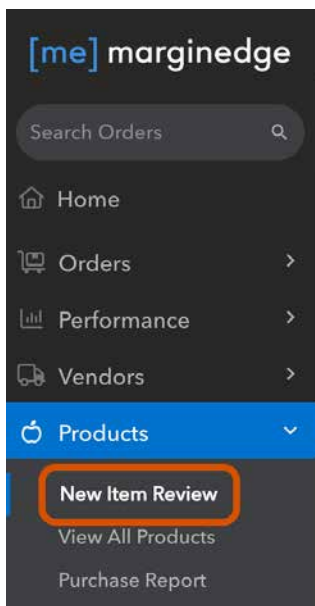 [me] marginedge
Search Orders
Home
Orders
Performance
Vendors
Products
New Item Review
View All Products
Purchase Report